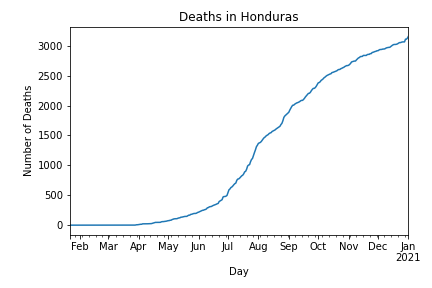 Deaths in Honduras
Number of Deaths
3000
2500
2000
1500
1000
500
0
Feb Mar Apr May Jun Jul Aug Sep Oct Nov Dec Jan
2021
Day